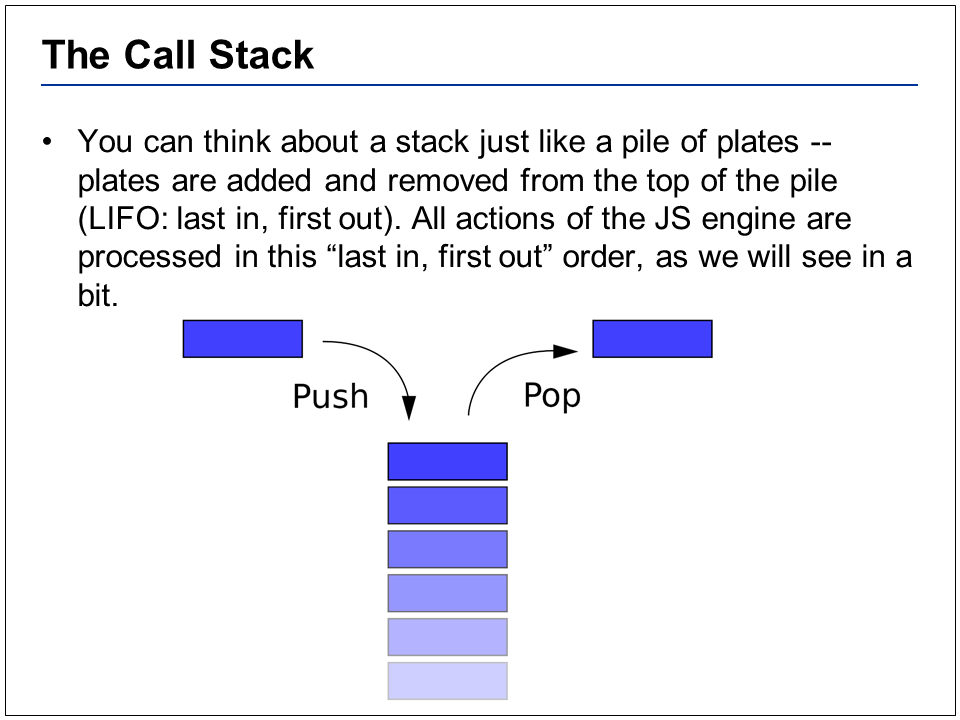 The Call Stack
• You can think about a stack just like a pile of plates --
plates are added and removed from the top of the pile
(LIFO: last in, first out). All actions of the JS engine are
processed in this “last in, first out” order, as we will see in a
bit.
Push
Pop